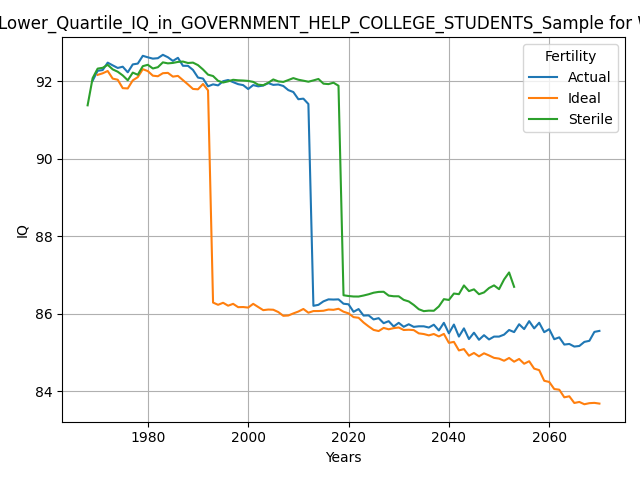 Lower_Quartile_IQ_in_GOVERNMENT_HELP_COLLEGE_STUDENTS_Sample for
Fertility
Actual
Ideal
Sterile
92
90
88
86
84
IQ
1980
2000
2020
2040
2060
Years